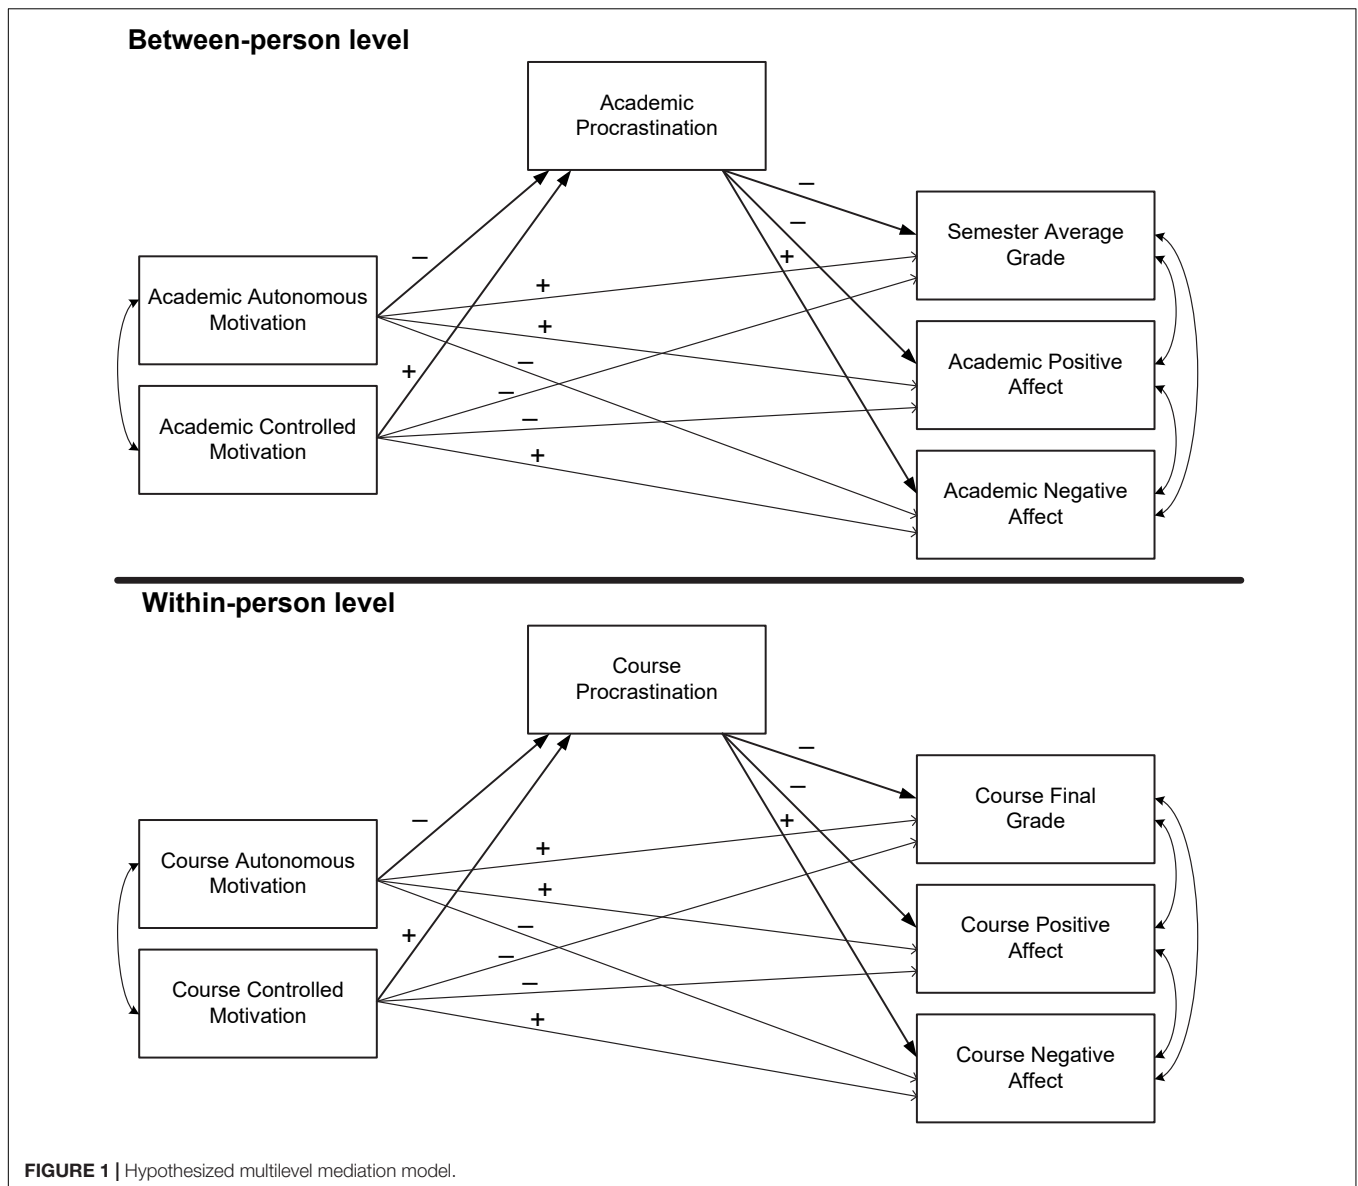 Between-person level
Academic
Procrastination
−
−
Semester Average
Grade
+
−
Academic Autonomous
Motivation
+
+
Academic Positive
Affect
−
+
−
Academic Controlled
Motivation
−
+
Academic Negative
Affect
Within-person level
Course
Procrastination
−
−
Course Final
Grade
+
−
Course Autonomous
Motivation
+
+
Course Positive
Affect
−
+
−
Course Controlled
Motivation
−
+
Course Negative
Affect
FIGURE 1 | Hypothesized multilevel mediation model.